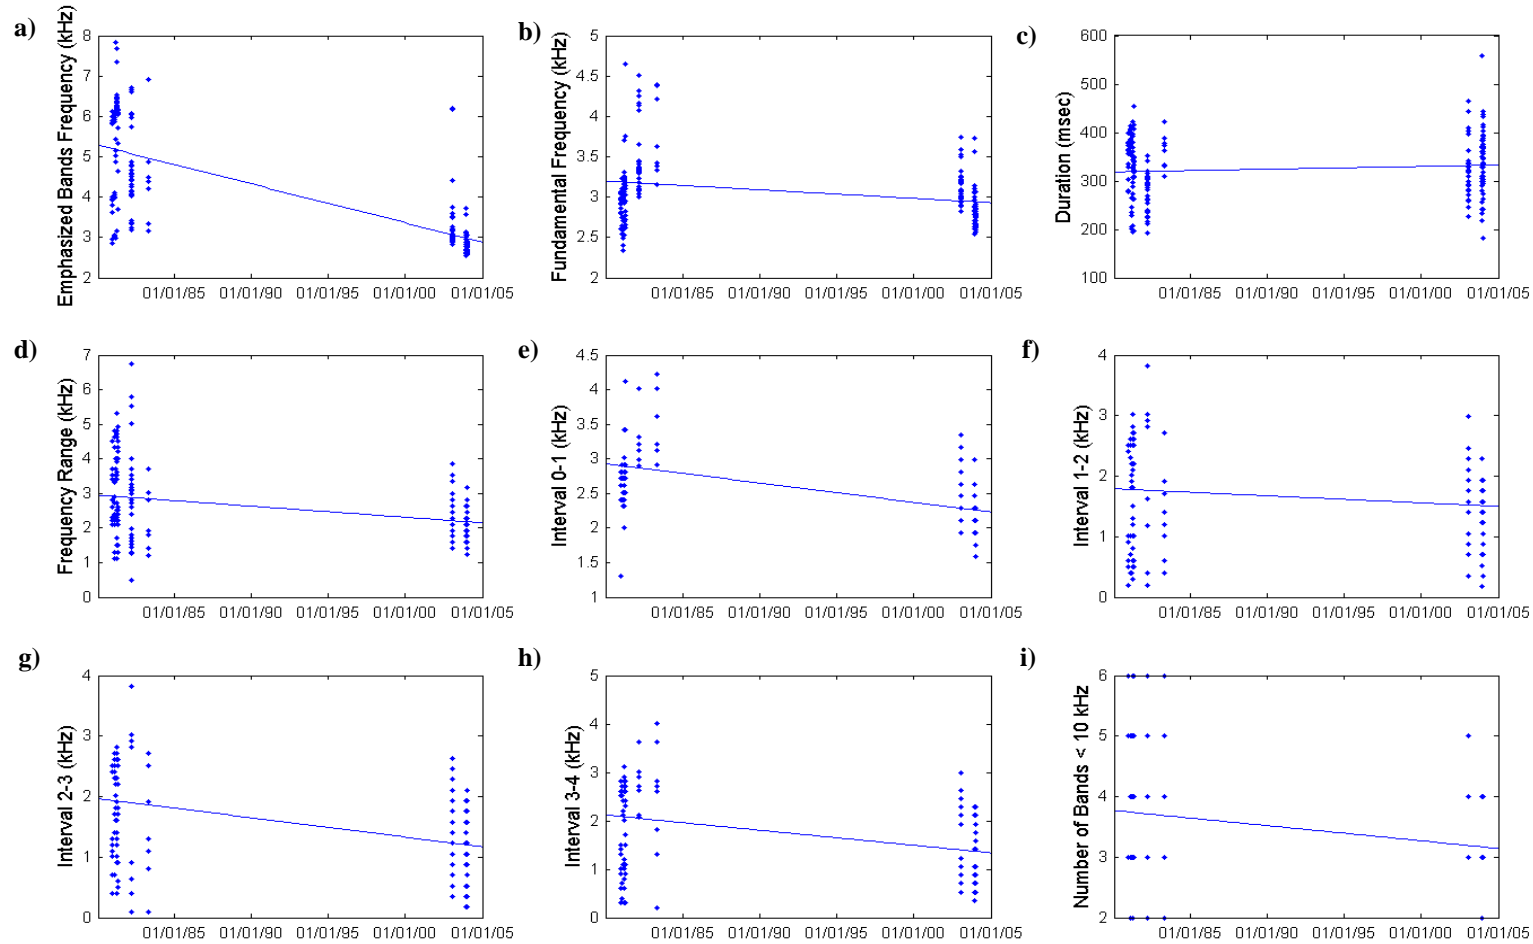 a)
Emphasized Bands Frequency (kHz)
8
7
6
5
4
3
2
01/01/85 01/01/90 01/01/95 01/01/00 01/01/05
b)
Fundamental Frequency (kHz)
5
4.5
4
3.5
3
2.5
2
01/01/85 01/01/90 01/01/95 01/01/00 01/01/05
c)
Duration (msec)
600
500
400
300
200
100
01/01/85 01/01/90 01/01/95 01/01/00 01/01/05
d)
Frequency Range (kHz)
7
6
5
4
3
2
1
0
01/01/85 01/01/90 01/01/95 01/01/00 01/01/05
e)
Interval 0-1 (kHz)
4.5
4
3.5
3
2.5
2
1.5
1
01/01/85 01/01/90 01/01/95 01/01/00 01/01/05
f)
Interval 1-2 (kHz)
4
3
2
1
0
01/01/85 01/01/90 01/01/95 01/01/00 01/01/05
g)
Interval 2-3 (kHz)
4
3
2
1
0
01/01/85 01/01/90 01/01/95 01/01/00 01/01/05
h)
Interval 3-4 (kHz)
5
4
3
2
1
0
01/01/85 01/01/90 01/01/95 01/01/00 01/01/05
i)
Number of Bands < 10 kHz
6
5
4
3
2
01/01/85 01/01/90 01/01/95 01/01/00 01/01/05